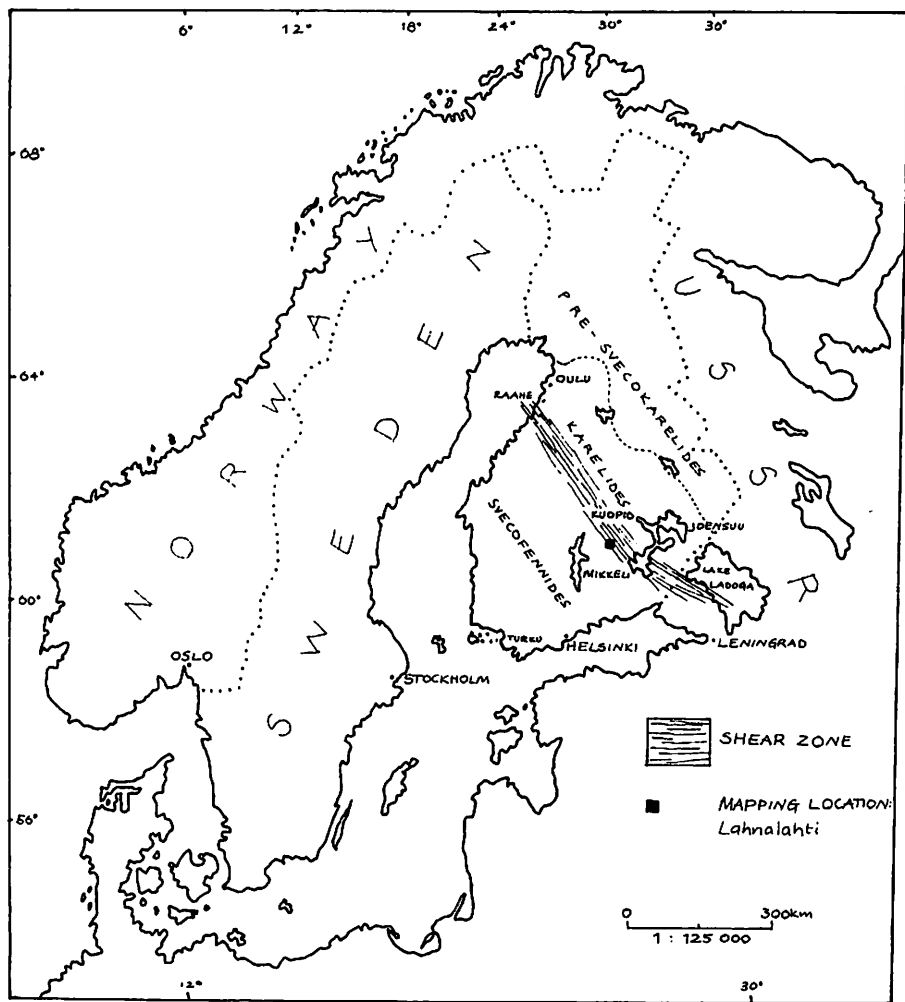 6° 12° 18° 24° 30° 30°
68°
64°
60°
56°
NORWAY
SWEDEN
USSR
PRE-SVECOKARELIDES
OULU
RAAHE
KARELIDES
SVECOFENNIDES
KUOPIO
JOENSUU
MIKKELI
LAKE
LADOGA
TURKU
HELSINKI
LENINGRAD
OSLO
STOCKHOLM
SHEAR ZONE
MAPPING LOCATION:
Lahnalahti
0 300km
1 : 125 000
12° 30°